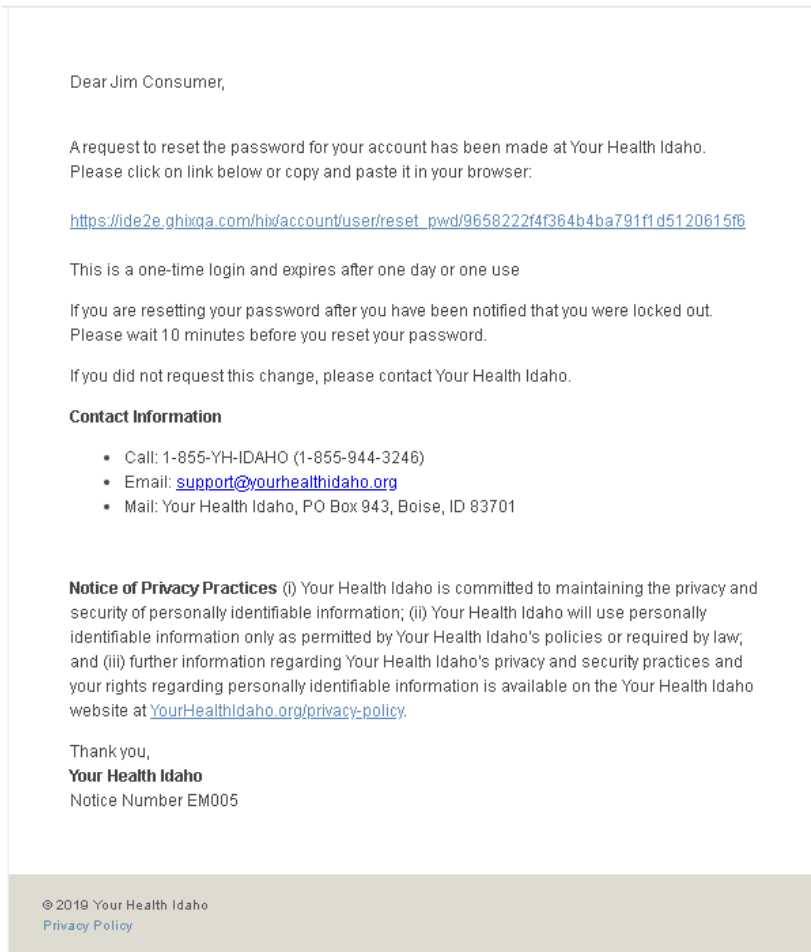 Dear Jim Consumer,
A request to reset the password for your account has been made at Your Health Idaho.
Please click on link below or copy and paste it in your browser:
https://ide2e.ghixqa.com/hix/account/user/reset_pwd/9658222f4f364b4ba791f1d5120615f6
This is a one-time login and expires after one day or one use
If you are resetting your password after you have been notified that you were locked out.
Please wait 10 minutes before you reset your password.
If you did not request this change, please contact Your Health Idaho.
Contact Information
• Call: 1-855-YH-IDAHO (1-855-944-3246)
• Email: support@yourhealthidaho.org
• Mail: Your Health Idaho, PO Box 943, Boise, ID 83701
Notice of Privacy Practices (i) Your Health Idaho is committed to maintaining the privacy and
security of personally identifiable information; (ii) Your Health Idaho will use personally
identifiable information only as permitted by Your Health Idaho's policies or required by law;
and (iii) further information regarding Your Health Idaho's privacy and security practices and
your rights regarding personally identifiable information is available on the Your Health Idaho
website at YourHealthIdaho.org/privacy-policy.
Thank you,
Your Health Idaho
Notice Number EM005
© 2019 Your Health Idaho
Privacy Policy